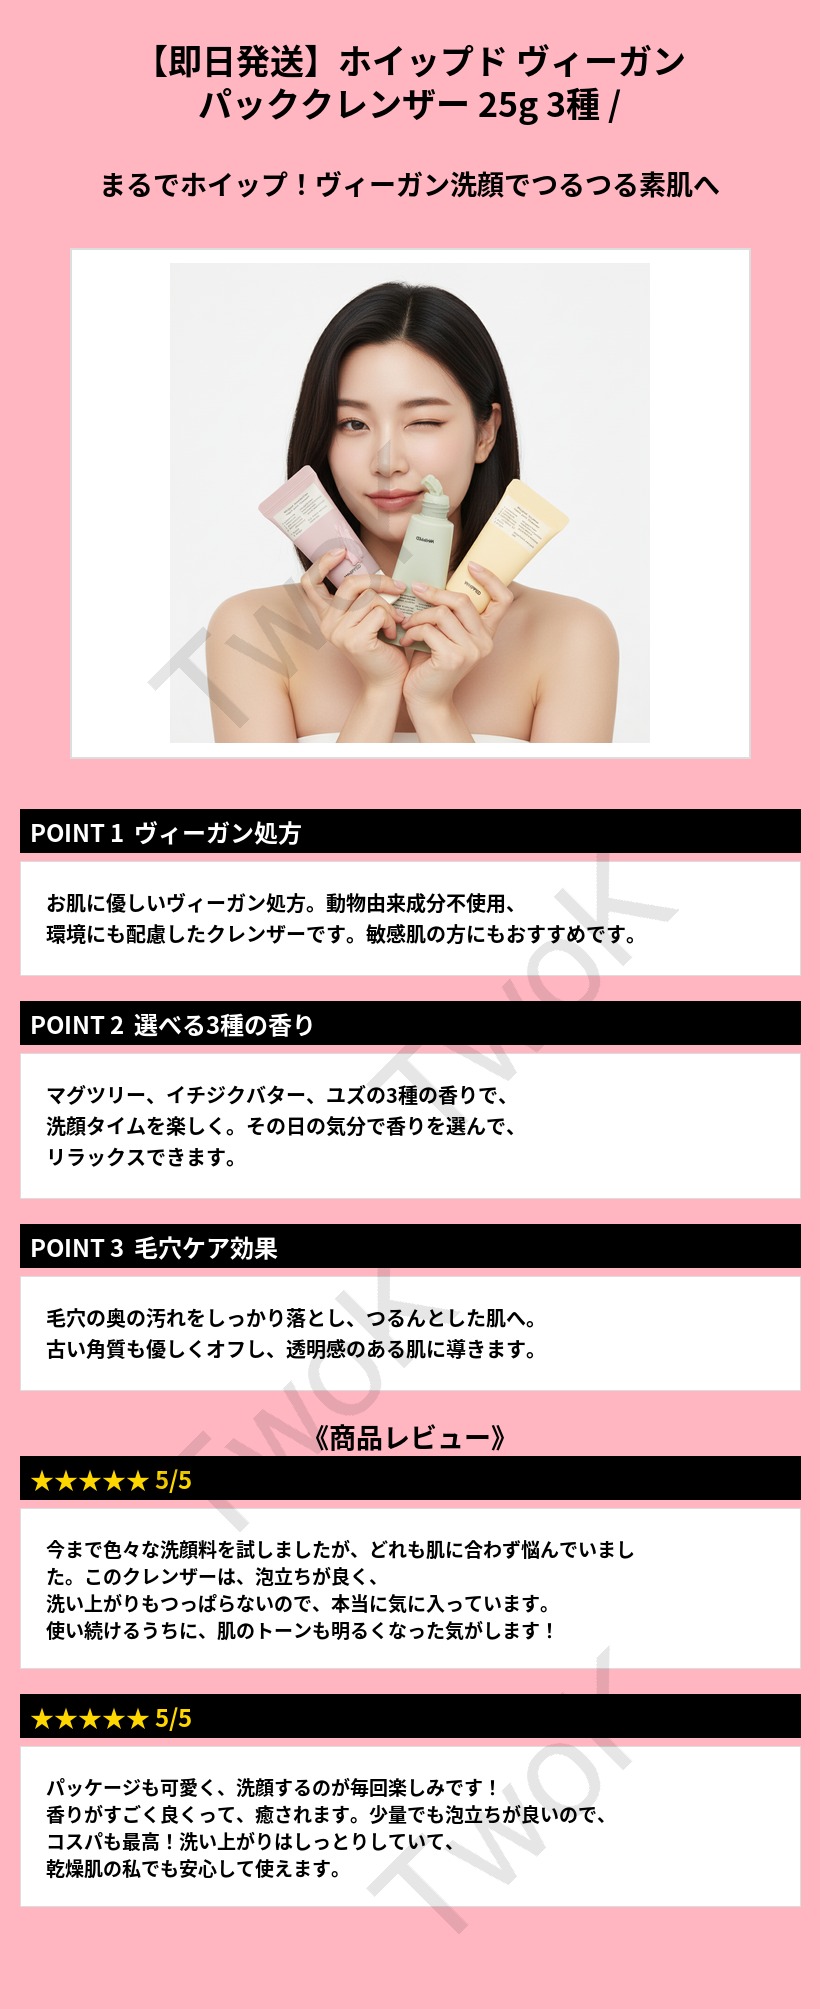 【即日発送】ホイップド ヴィーガン
パッククレンザー 25g 3種 /
まるでホイップ！ヴィーガン洗顔でつるつる素肌へ
WHIPPED
TwoK
POINT 1 ヴィーガン処方
お肌に優しいヴィーガン処方。動物由来成分不使用、
環境にも配慮したクレンザーです。敏感肌の方にもおすすめです。
TwoK
POINT 2 選べる3種の香り
マグツリー、イチジクバター、ユズの3種の香りで、
洗顔タイムを楽しく。その日の気分で香りを選んで、
リラックスできます。
POINT 3 毛穴ケア効果
毛穴の奥の汚れをしっかり落とし、つるんとした肌へ。
古い角質も優しくオフし、透明感のある肌に導きます。
TwoK
《商品レビュー》
★★★★★ 5/5
今まで色々な洗顔料を試しましたが、どれも肌に合わず悩んでいまし
た。このクレンザーは、泡立ちが良く、
洗い上がりもつっぱらないので、本当に気に入っています。
使い続けるうちに、肌のトーンも明るくなった気がします！
★★★★★ 5/5
パッケージも可愛く、洗顔するのが毎回楽しみです！
香りがすごく良くって、癒されます。少量でも泡立ちが良いので、
コスパも最高！洗い上がりはしっとりしていて、
乾燥肌の私でも安心して使えます。
TwoK